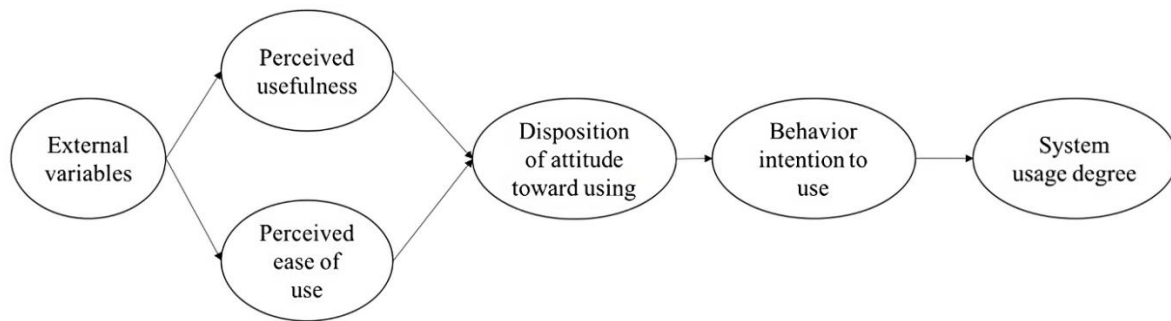 External
variables
Perceived
usefulness
Perceived
ease of
use
Disposition
of attitude
toward using
Behavior
intention to
use
System
usage degree